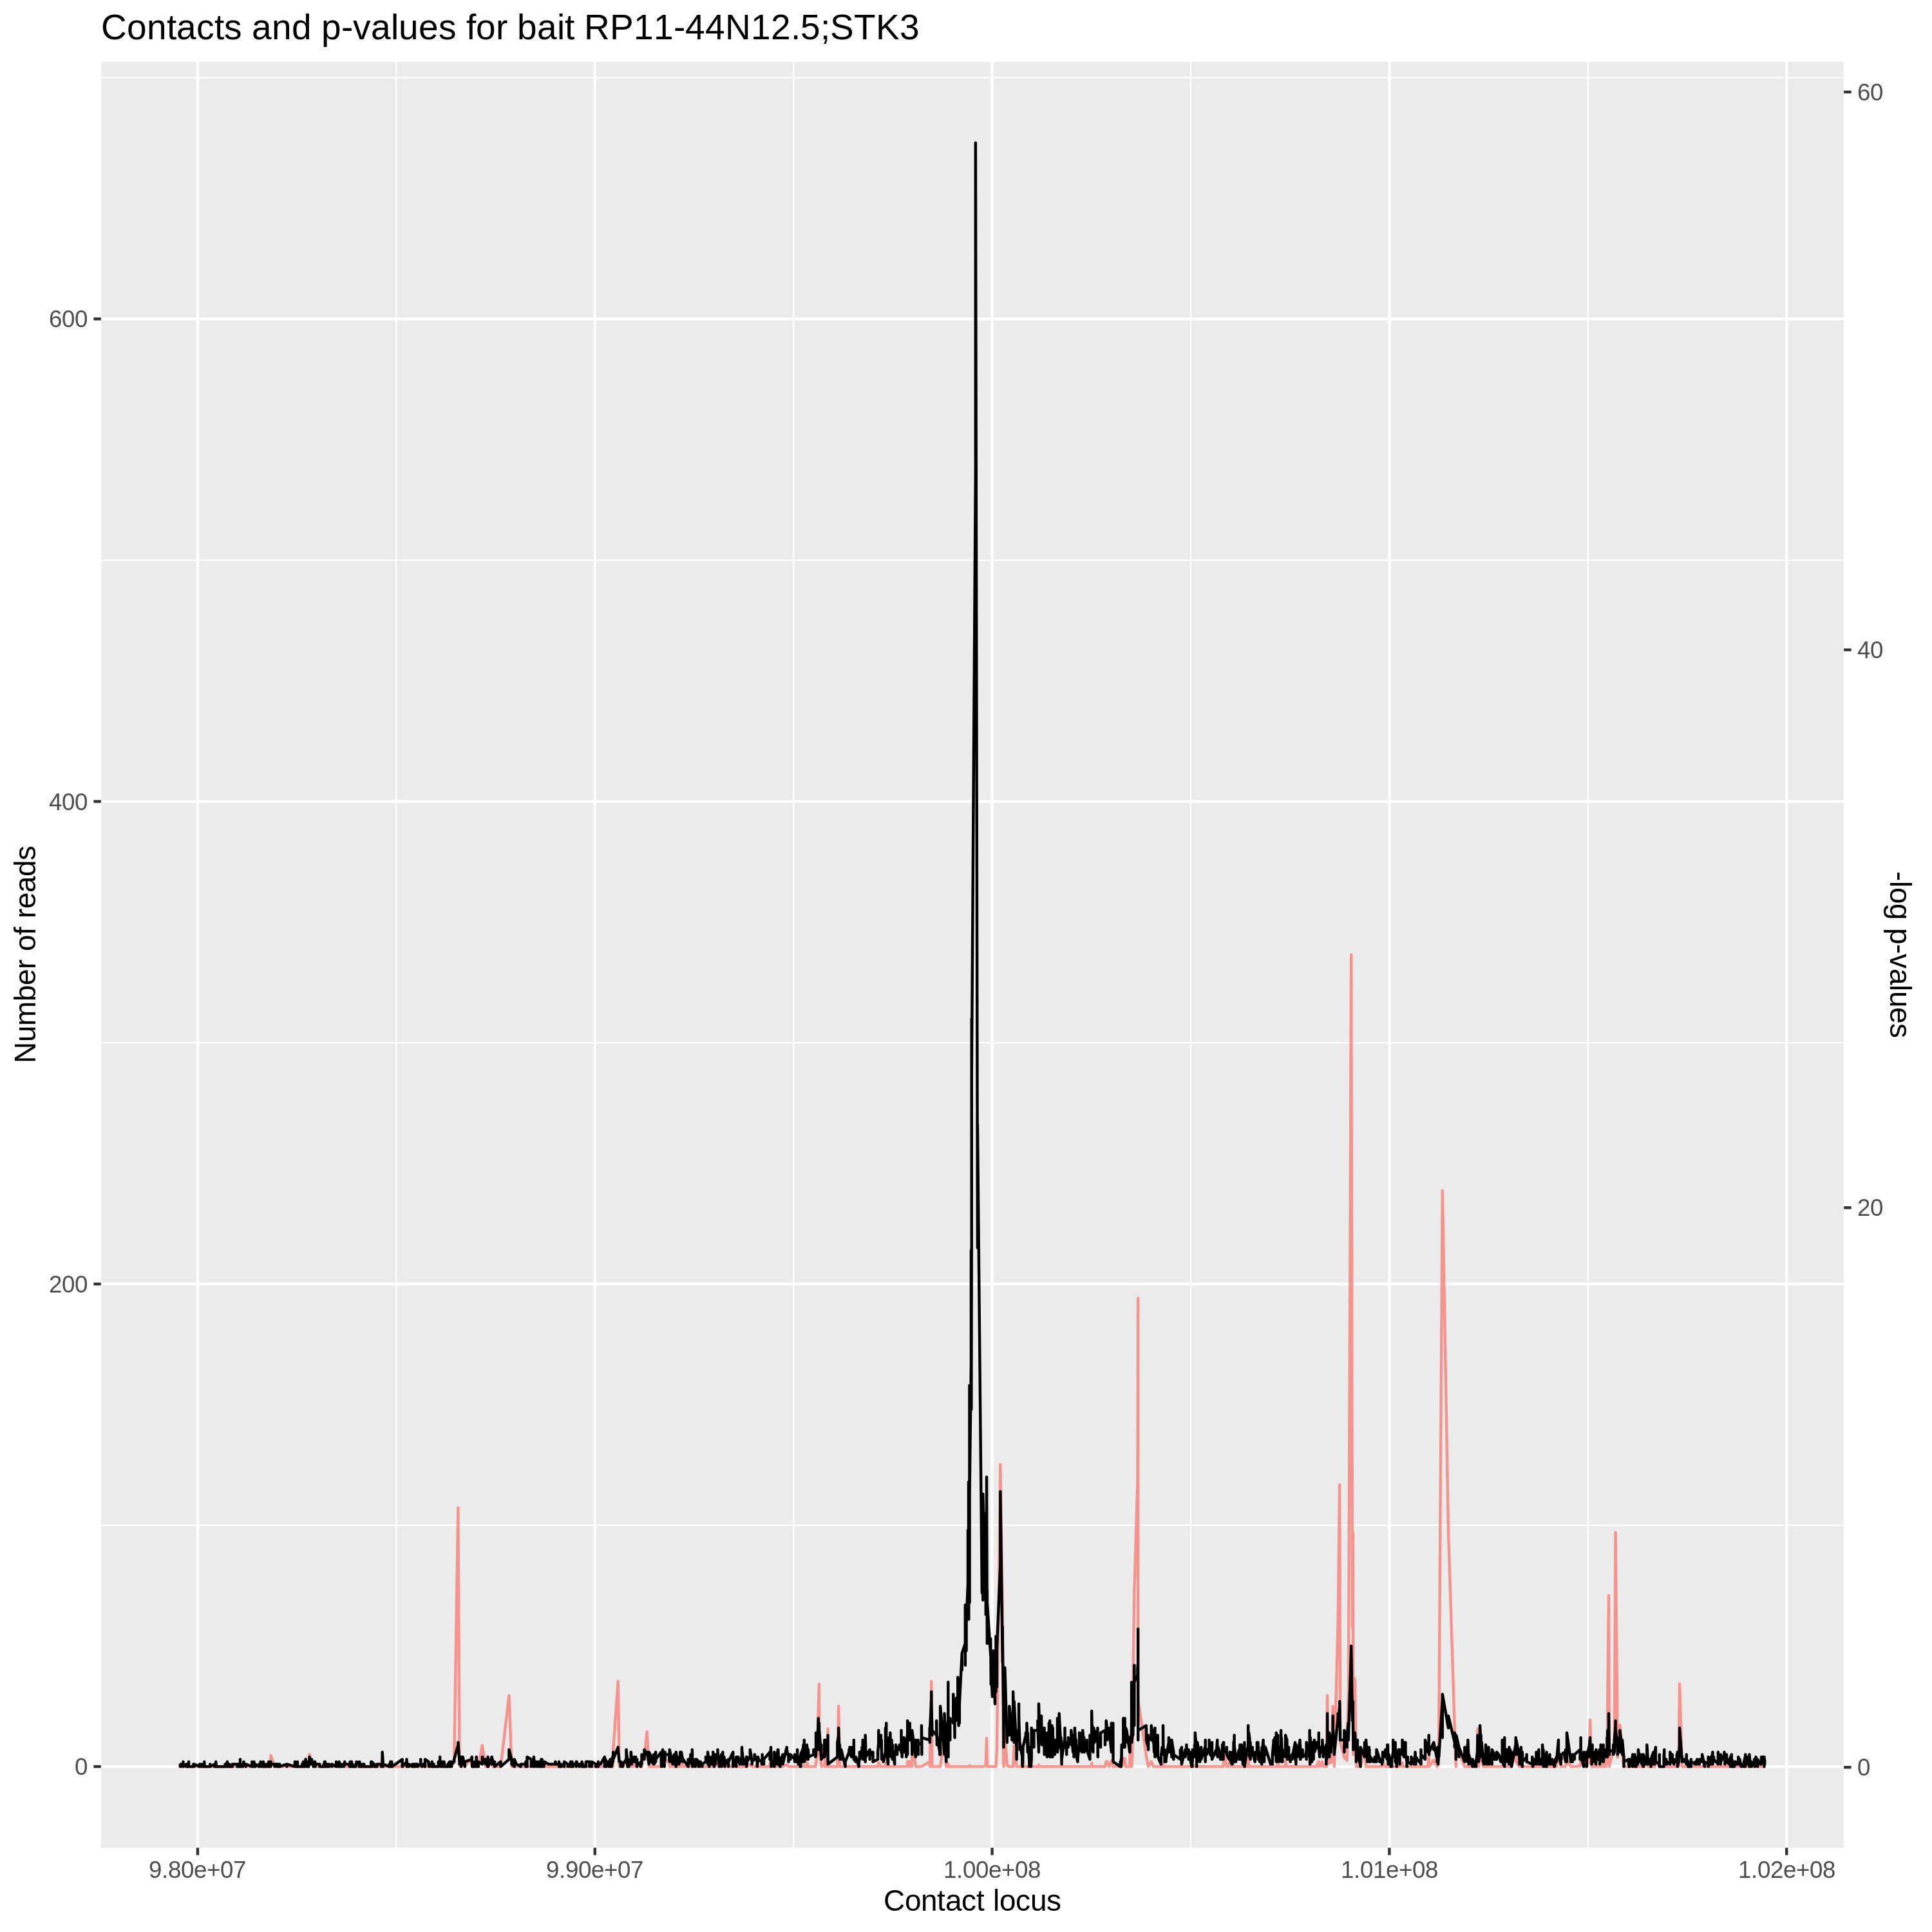 Contacts and p-values for bait RP11-44N12.5;STK3
Number of reads
600
400
200
0
60
40
20
0
-log p-values
9.80e+07
9.90e+07
1.00e+08
1.01e+08
1.02e+08
Contact locus